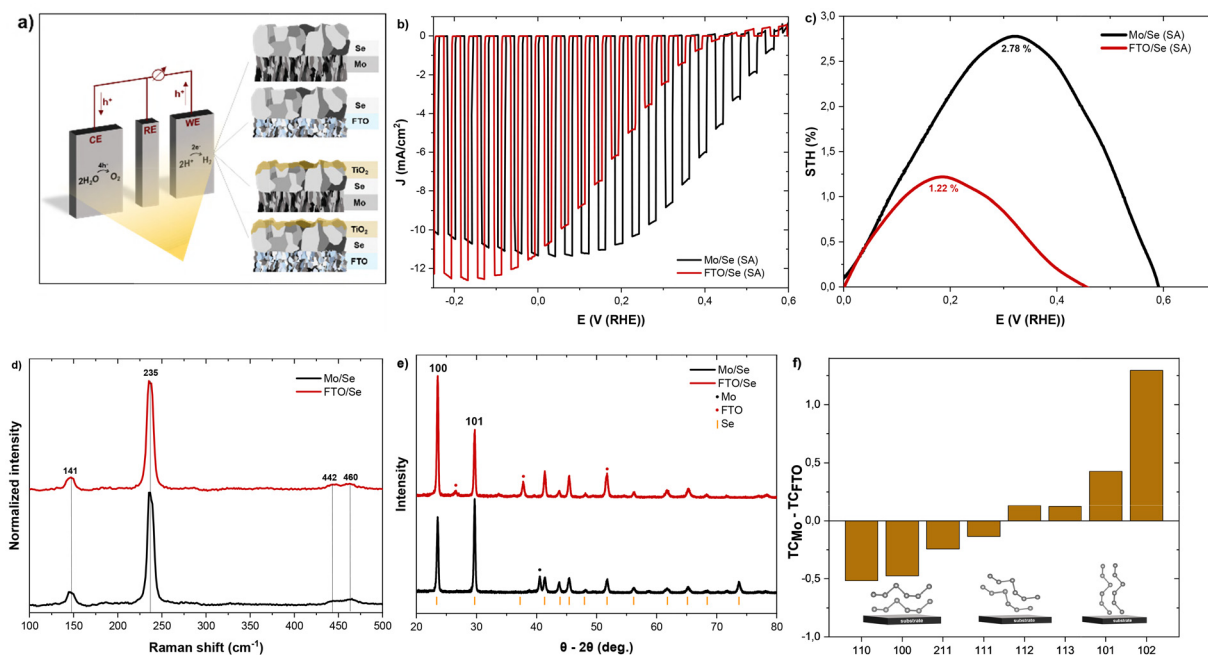 a)
h⁺
h⁺
CE
RE
WE
2H₂O 4h⁻ O₂
2H⁺ 2e⁻ H₂
Se
Mo
Se
FTO
TiO₂
Se
Mo
TiO₂
Se
FTO
b)
0
-2
-4
-6
-8
-10
-12
J (mA/cm²)
Mo/Se (SA)
FTO/Se (SA)
-0,2
0,0
0,2
0,4
0,6
E (V (RHE))
c)
3,0
2,5
2,0
1,5
1,0
0,5
0,0
STH (%)
Mo/Se (SA)
FTO/Se (SA)
2.78 %
1.22 %
0,0
0,2
0,4
0,6
E (V (RHE))
d)
Normalized intensity
Mo/Se
FTO/Se
141
235
442
460
100
150
200
250
300
350
400
450
500
Raman shift (cm⁻¹)
e)
Intensity
100
101
Mo/Se
FTO/Se
Mo
FTO
Se
20
30
40
50
60
70
80
θ - 2θ (deg.)
f)
1,0
0,5
0,0
-0,5
-1,0
TC_Mo - TC_FTO
substrate
substrate
substrate
110
100
211
111
112
113
101
102